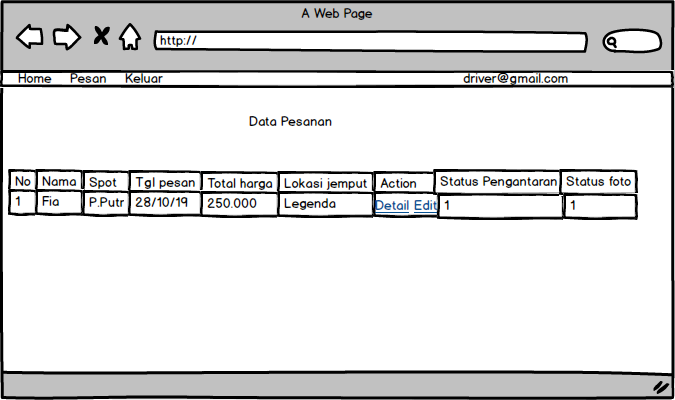 A Web Page
http://
Home Pesan Keluar driver@gmail.com
Data Pesanan
No Nama Spot Tgl pesan Total harga Lokasi jemput Action Status Pengantaran Status foto
1 Fia P.Putr 28/10/19 250.000 Legenda Detail Edit 1 1